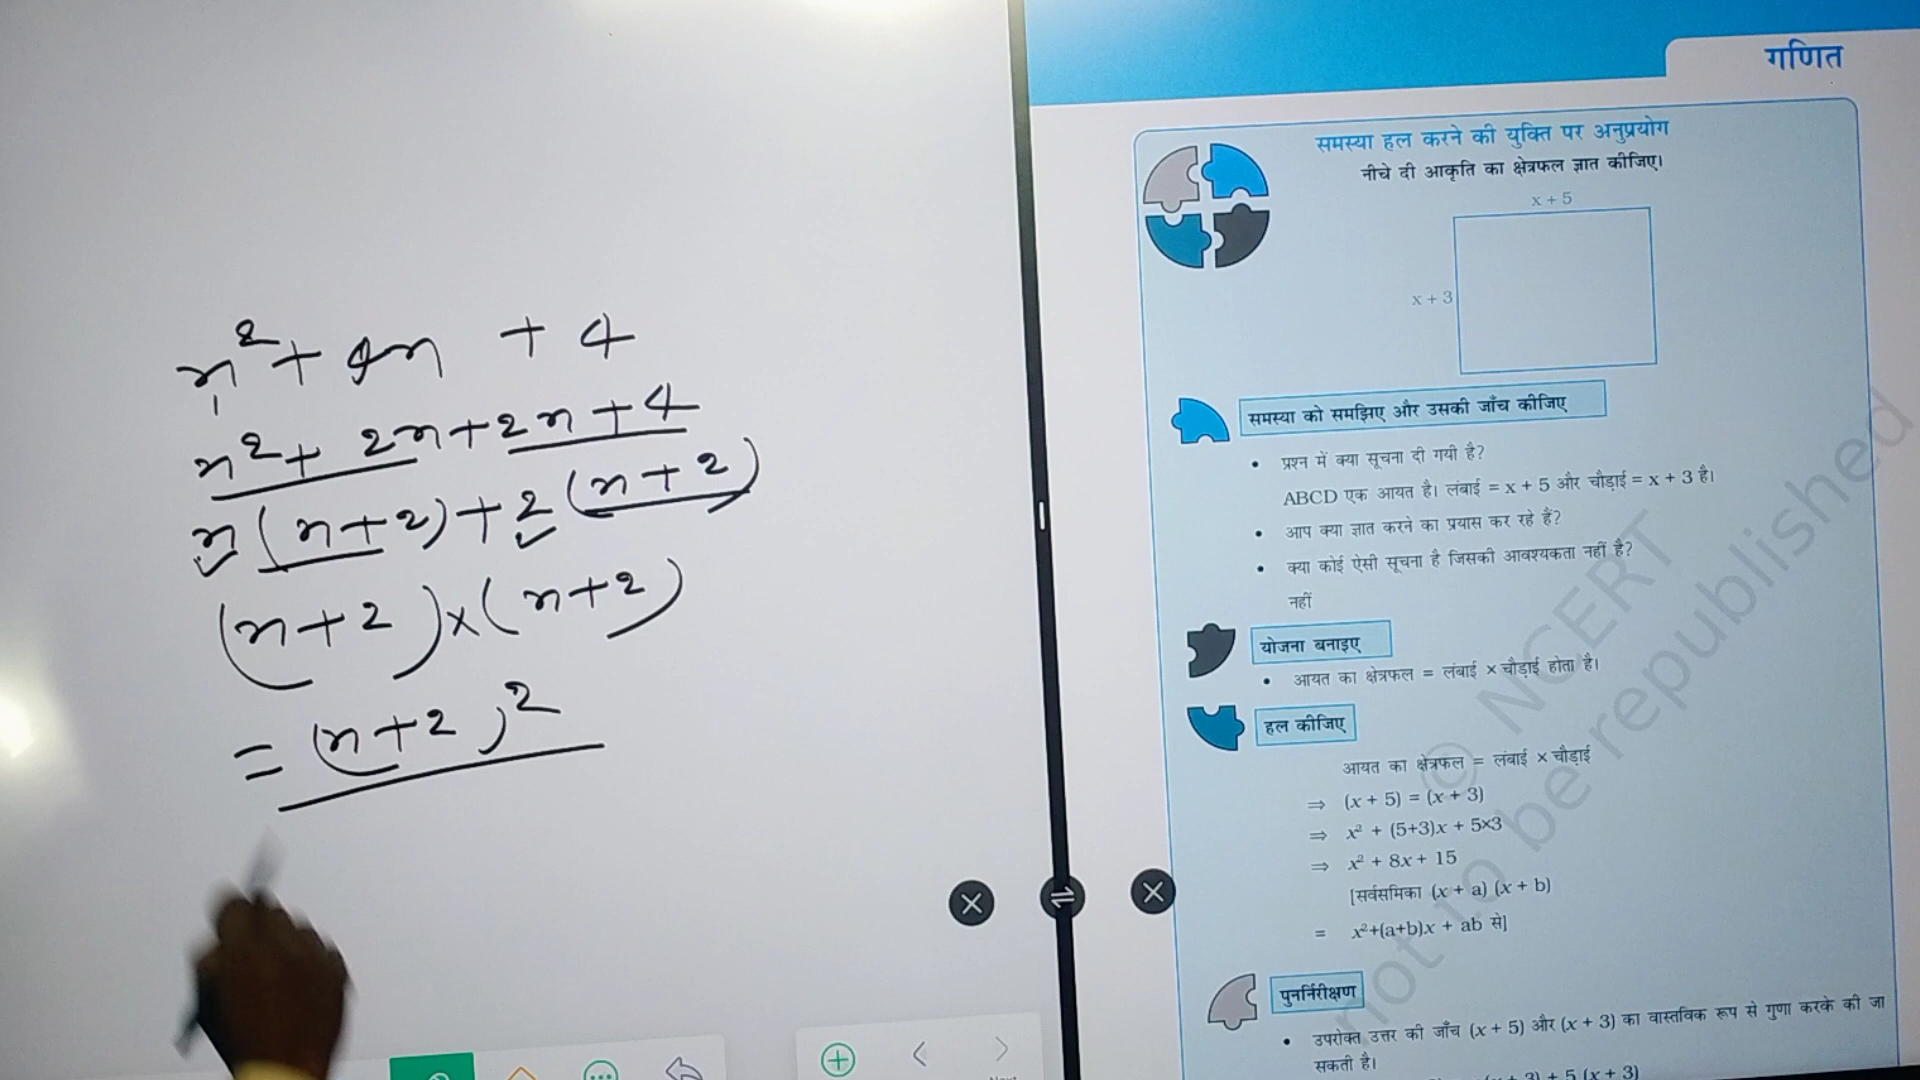 x² + 4x + 4
x² + 2x + 2x + 4
x(x+2) + 2(x+2)
(x+2)×(x+2)
= (x+2)²
गणित
समस्या हल करने की युक्ति पर अनुप्रयोग
नीचे दी आकृति का क्षेत्रफल ज्ञात कीजिए।
x + 5
x + 3
समस्या को समझिए और उसकी जाँच कीजिए
• प्रश्न में क्या सूचना दी गयी है?
ABCD एक आयत है। लंबाई = x + 5 और चौड़ाई = x + 3 है।
• आप क्या ज्ञात करने का प्रयास कर रहे हैं?
• क्या कोई ऐसी सूचना है जिसकी आवश्यकता नहीं है?
नहीं
योजना बनाइए
• आयत का क्षेत्रफल = लंबाई × चौड़ाई होता है।
हल कीजिए
आयत का क्षेत्रफल = लंबाई × चौड़ाई
⇒ (x + 5) = (x + 3)
⇒ x² + (5+3)x + 5×3
⇒ x² + 8x + 15
[सर्वसमिका (x + a) (x + b)
= x²+(a+b)x + ab से]
पुनर्निरीक्षण
• उपरोक्त उत्तर की जाँच (x + 5) और (x + 3) का वास्तविक रूप से गुणा करके की जा
सकती है।
+ 3) + 5 (x + 3)
© NCERT
not to be republished